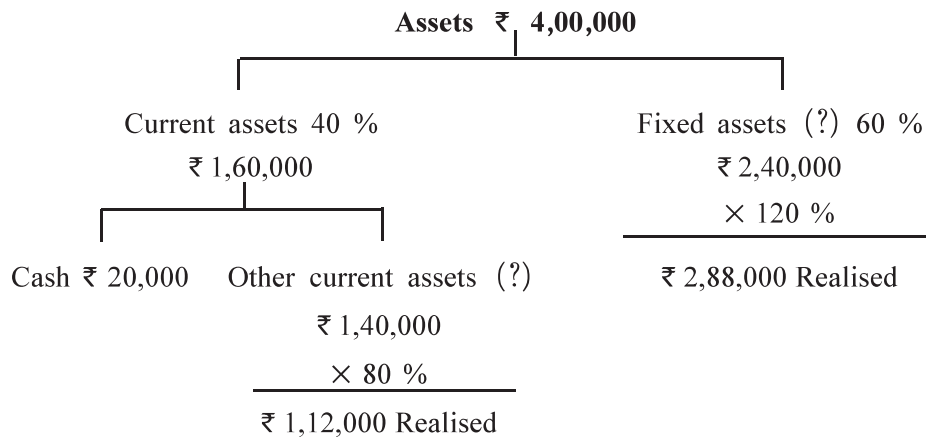 Assets ₹ 4,00,000
Current assets 40 % Fixed assets (?) 60 %
₹ 1,60,000 ₹ 2,40,000
× 120 %
Cash ₹ 20,000 Other current assets (?) ₹ 2,88,000 Realised
₹ 1,40,000
× 80 %
₹ 1,12,000 Realised